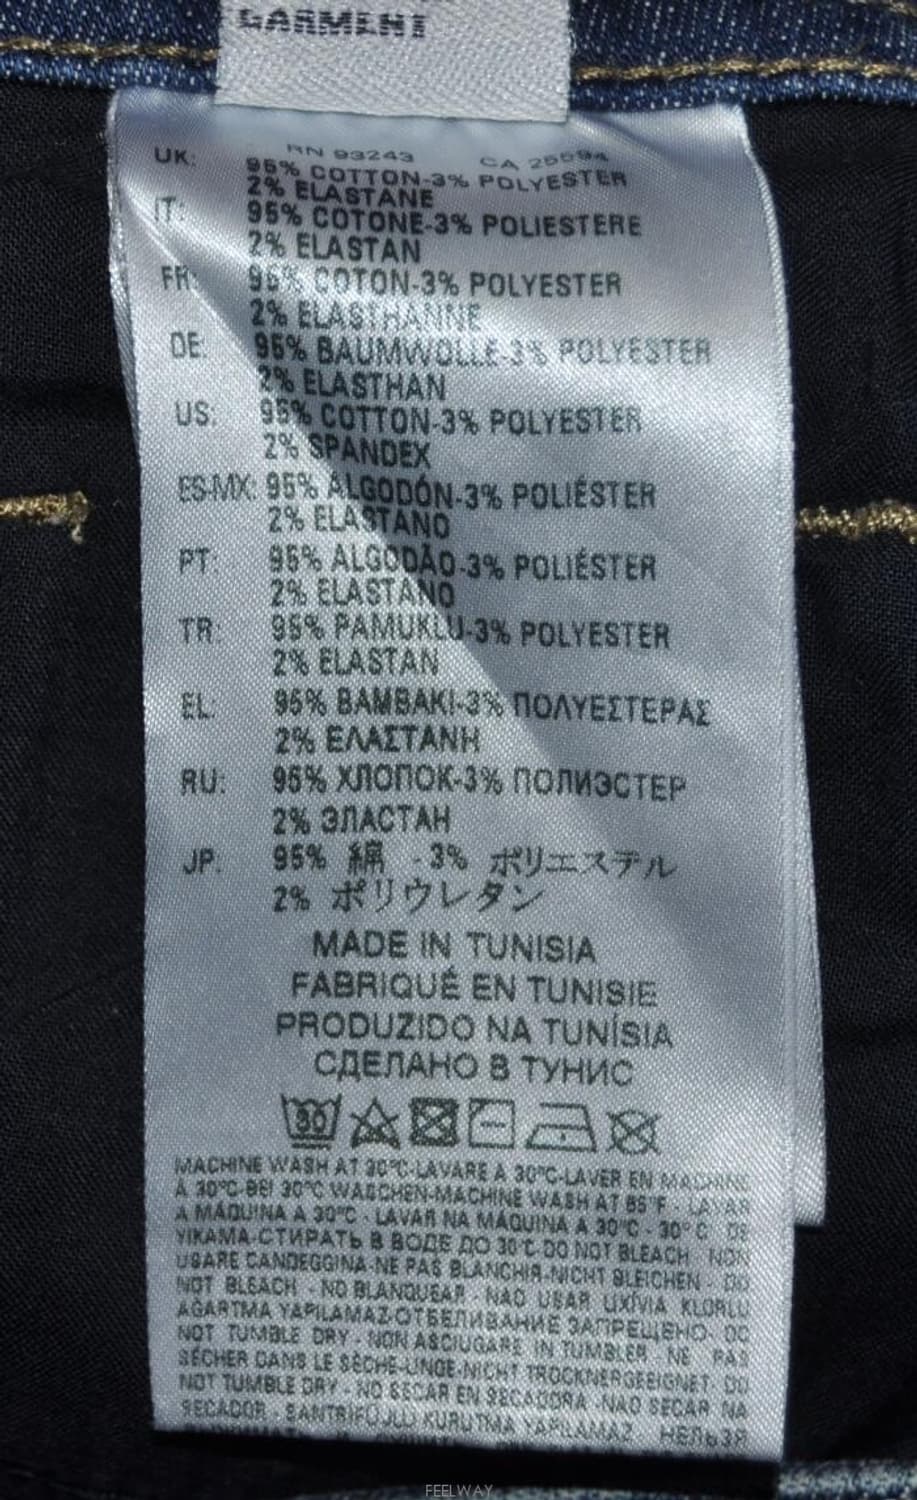 GARMENT
RN 93243 CA 25594
UK: 95% COTTON-3% POLYESTER
2% ELASTANE
IT: 95% COTONE-3% POLIESTERE
2% ELASTAN
FR: 95% COTON-3% POLYESTER
2% ELASTHANNE
DE: 95% BAUMWOLLE-3% POLYESTER
2% ELASTHAN
US: 95% COTTON-3% POLYESTER
2% SPANDEX
ES-MX: 95% ALGODÓN-3% POLIÉSTER
2% ELASTANO
PT: 95% ALGODÃO-3% POLIÉSTER
2% ELASTANO
TR: 95% PAMUKLU-3% POLYESTER
2% ELASTAN
EL: 95% ΒΑΜΒΑΚΙ-3% ΠΟΛΥΕΣΤΕΡΑΣ
2% ΕΛΑΣΤΑΝΗ
RU: 95% ХЛОПОК-3% ПОЛИЭСТЕР
2% ЭЛАСТАН
JP: 95% 綿 - 3% ポリエステル
2% ポリウレタン
MADE IN TUNISIA
FABRIQUÉ EN TUNISIE
PRODUZIDO NA TUNÍSIA
СДЕЛАНО В ТУНИС
30
MACHINE WASH AT 30°C-LAVARE A 30°C-LAVER EN MACHINE
A 30°C-BEI 30°C WASCHEN-MACHINE WASH AT 85°F - LAVAR
A MÁQUINA A 30°C - LAVAR NA MÁQUINA A 30°C - 30° C DE
YIKAMA-СТИРАТЬ В ВОДЕ ДО 30°C-DO NOT BLEACH NON
USARE CANDEGGINA-NE PAS BLANCHIR-NICHT BLEICHEN - DO
NOT BLEACH - NO BLANQUEAR - NAO USAR LIXÍVIA KLORLU
AGARTMA YAPILAMAZ-ОТБЕЛИВАНИЕ ЗАПРЕЩЕНО- DO
NOT TUMBLE DRY - NON ASCIUGARE IN TUMBLER NE PAS
SÉCHER DANS LE SÈCHE-LINGE-NICHT TROCKNERGEEIGNET- DO
NOT TUMBLE DRY - NO SECAR EN SECADORA -NAO SECAR NA
SECADOR - SANTRIFÜJLÜ KURUTMA YAPILAMAZ НЕЛЬЗЯ
FEELWAY